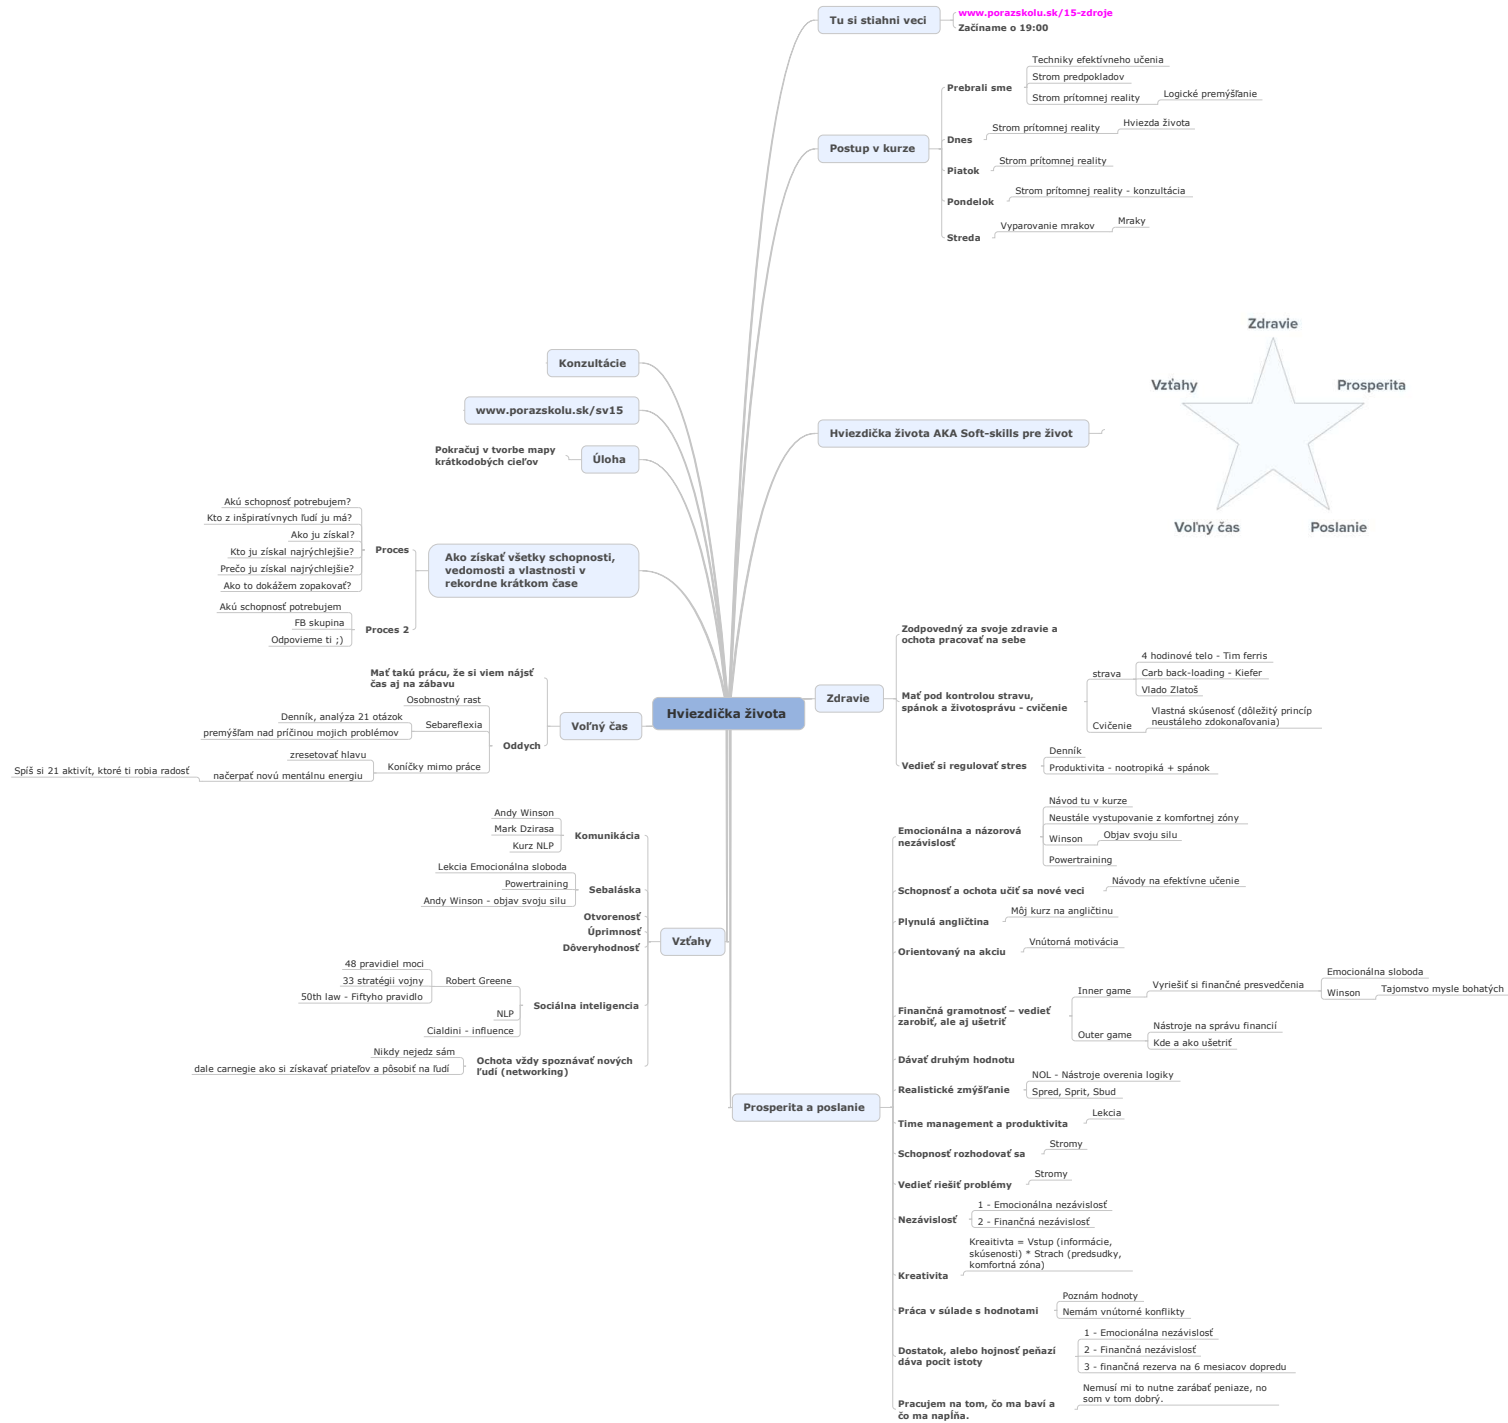 Tu si stiahni veci
www.porazskolu.sk/15-zdroje
Začíname o 19:00
Postup v kurze
Prebrali sme
Techniky efektívneho učenia
Strom predpokladov
Strom prítomnej reality
Logické premýšľanie
Dnes
Strom prítomnej reality
Hviezda života
Piatok
Strom prítomnej reality
Pondelok
Strom prítomnej reality - konzultácia
Streda
Vyparovanie mrakov
Mraky
Hviezdička života AKA Soft-skills pre život
Zdravie
Vzťahy
Prosperita
Voľný čas
Poslanie
Konzultácie
www.porazskolu.sk/sv15
Úloha
Pokračuj v tvorbe mapy
krátkodobých cieľov
Ako získať všetky schopnosti,
vedomosti a vlastnosti v
rekordne krátkom čase
Proces
Akú schopnosť potrebujem?
Kto z inšpiratívnych ľudí ju má?
Ako ju získal?
Kto ju získal najrýchlejšie?
Prečo ju získal najrýchlejšie?
Ako to dokážem zopakovať?
Proces 2
Akú schopnosť potrebujem
FB skupina
Odpovieme ti ;)
Hviezdička života
Voľný čas
Mať takú prácu, že si viem nájsť
čas aj na zábavu
Oddych
Osobnostný rast
Sebareflexia
Denník, analýza 21 otázok
premýšľam nad príčinou mojich problémov
Koníčky mimo práce
zresetovať hlavu
načerpať novú mentálnu energiu
Spíš si 21 aktivít, ktoré ti robia radosť
Vzťahy
Komunikácia
Andy Winson
Mark Dzirasa
Kurz NLP
Sebaláska
Lekcia Emocionálna sloboda
Powertraining
Andy Winson - objav svoju silu
Otvorenosť
Úprimnosť
Dôveryhodnosť
Sociálna inteligencia
Robert Greene
48 pravidiel moci
33 stratégii vojny
50th law - Fiftyho pravidlo
NLP
Cialdini - influence
Ochota vždy spoznávať nových
ľudí (networking)
Nikdy nejedz sám
dale carnegie ako si získavať priateľov a pôsobiť na ľudí
Zdravie
Zodpovedný za svoje zdravie a
ochota pracovať na sebe
Mať pod kontrolou stravu,
spánok a životosprávu - cvičenie
strava
4 hodinové telo - Tim ferris
Carb back-loading - Kiefer
Vlado Zlatoš
Cvičenie
Vlastná skúsenosť (dôležitý princíp
neustáleho zdokonaľovania)
Vedieť si regulovať stres
Denník
Produktivita - nootropiká + spánok
Prosperita a poslanie
Emocionálna a názorová
nezávislosť
Návod tu v kurze
Neustále vystupovanie z komfortnej zóny
Winson
Objav svoju silu
Powertraining
Schopnosť a ochota učiť sa nové veci
Návody na efektívne učenie
Plynulá angličtina
Môj kurz na angličtinu
Orientovaný na akciu
Vnútorná motivácia
Finančná gramotnosť – vedieť
zarobiť, ale aj ušetriť
Inner game
Vyriešiť si finančné presvedčenia
Emocionálna sloboda
Winson
Tajomstvo mysle bohatých
Outer game
Nástroje na správu financií
Kde a ako ušetriť
Dávať druhým hodnotu
Realistické zmýšľanie
NOL - Nástroje overenia logiky
Spred, Sprit, Sbud
Time management a produktivita
Lekcia
Schopnosť rozhodovať sa
Stromy
Vedieť riešiť problémy
Stromy
Nezávislosť
1 - Emocionálna nezávislosť
2 - Finančná nezávislosť
Kreativita
Kreaitivta = Vstup (informácie,
skúsenosti) * Strach (predsudky,
komfortná zóna)
Práca v súlade s hodnotami
Poznám hodnoty
Nemám vnútorné konflikty
Dostatok, alebo hojnosť peňazí
dáva pocit istoty
1 - Emocionálna nezávislosť
2 - Finančná nezávislosť
3 - finančná rezerva na 6 mesiacov dopredu
Pracujem na tom, čo ma baví a
čo ma napĺňa.
Nemusí mi to nutne zarábať peniaze, no
som v tom dobrý.